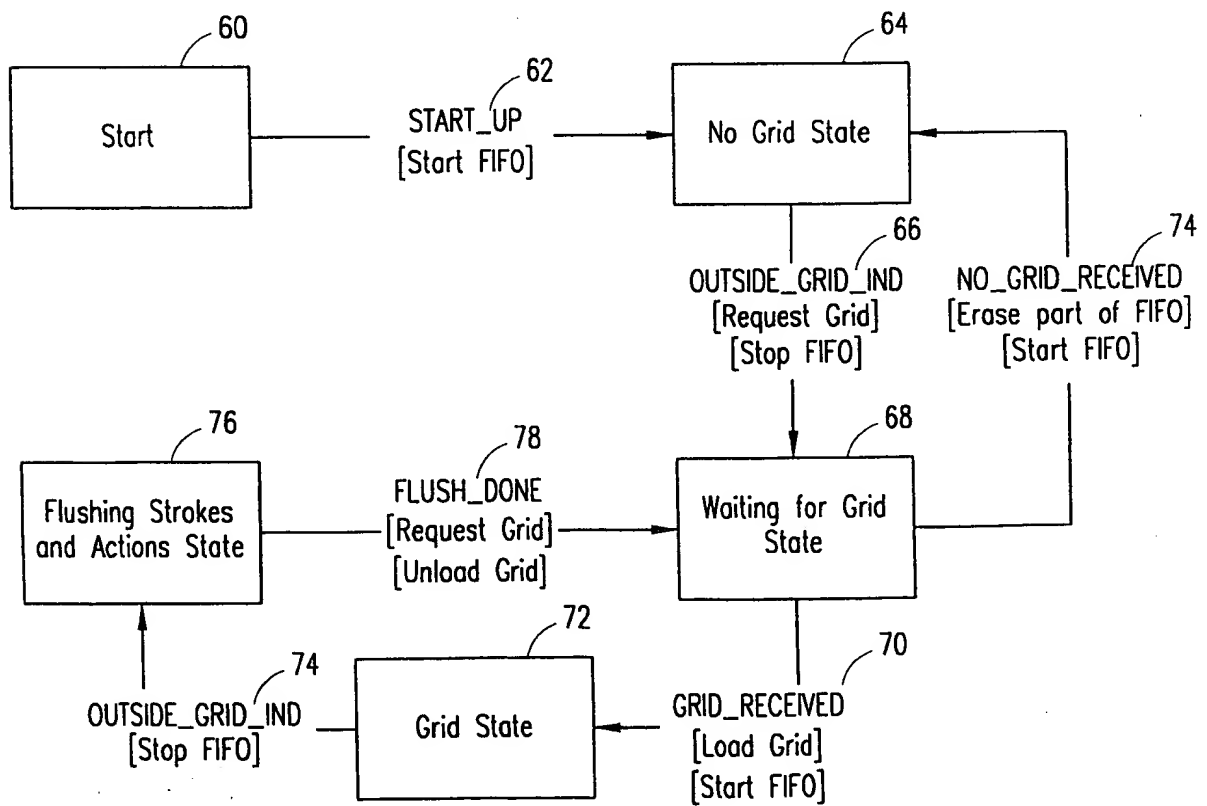 60
Start
62
START_UP
[Start FIFO]
64
No Grid State
66
OUTSIDE_GRID_IND
[Request Grid]
[Stop FIFO]
74
NO_GRID_RECEIVED
[Erase part of FIFO]
[Start FIFO]
76
Flushing Strokes
and Actions State
78
FLUSH_DONE
[Request Grid]
[Unload Grid]
68
Waiting for Grid
State
74
OUTSIDE_GRID_IND
[Stop FIFO]
72
Grid State
70
GRID_RECEIVED
[Load Grid]
[Start FIFO]